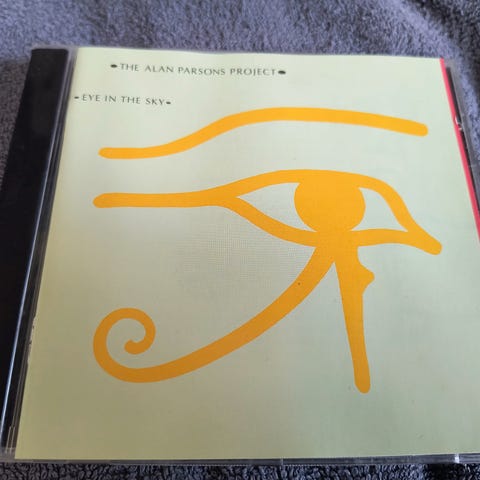 •THE ALAN PARSONS PROJECT•
•EYE IN THE SKY•